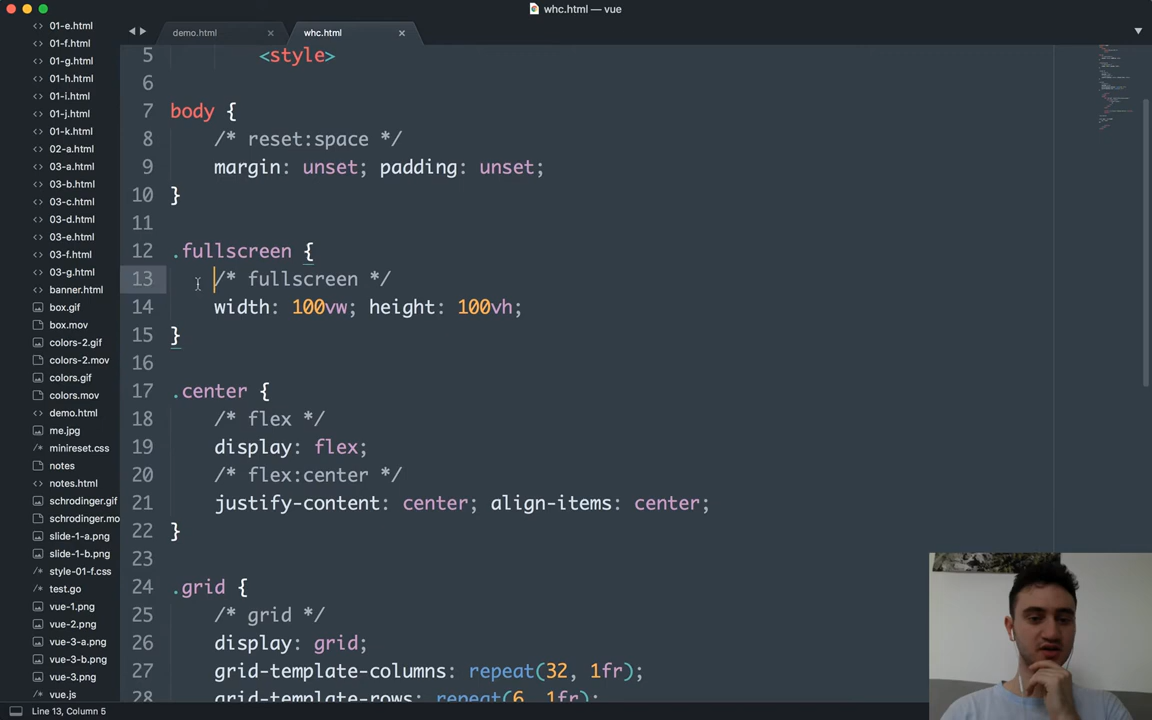 whc.html — vue
demo.html
whc.html
01-e.html
01-f.html
01-g.html
01-h.html
01-i.html
01-j.html
01-k.html
02-a.html
03-a.html
03-b.html
03-c.html
03-d.html
03-e.html
03-f.html
03-g.html
banner.html
box.gif
box.mov
colors-2.gif
colors-2.mov
colors.gif
colors.mov
demo.html
me.jpg
minireset.css
notes
notes.html
schrodinger.gif
schrodinger.mo
slide-1-a.png
slide-1-b.png
style-01-f.css
test.go
vue-1.png
vue-2.png
vue-3-a.png
vue-3-b.png
vue-3.png
vue.js
5 <style>
6
7 body {
8 /* reset:space */
9 margin: unset; padding: unset;
10 }
11
12 .fullscreen {
13 /* fullscreen */
14 width: 100vw; height: 100vh;
15 }
16
17 .center {
18 /* flex */
19 display: flex;
20 /* flex:center */
21 justify-content: center; align-items: center;
22 }
23
24 .grid {
25 /* grid */
26 display: grid;
27 grid-template-columns: repeat(32, 1fr);
28 grid-template-rows: repeat(6, 1fr);
Line 13, Column 5